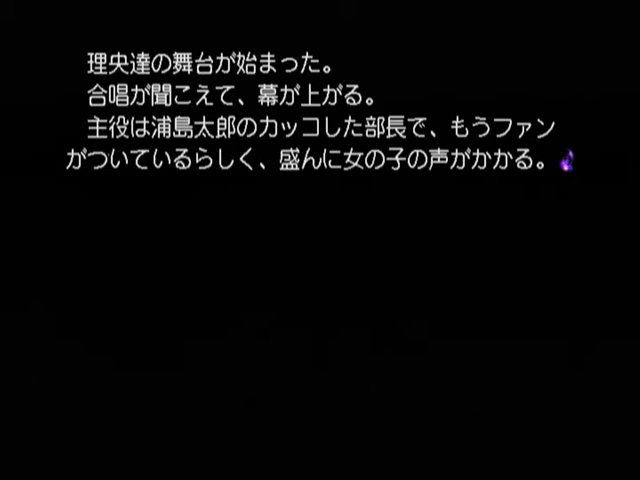 理央達の舞台が始まった。
合唱が聞こえて、幕が上がる。
主役は浦島太郎のカッコした部長で、もうファン
がついているらしく、盛んに女の子の声がかかる。